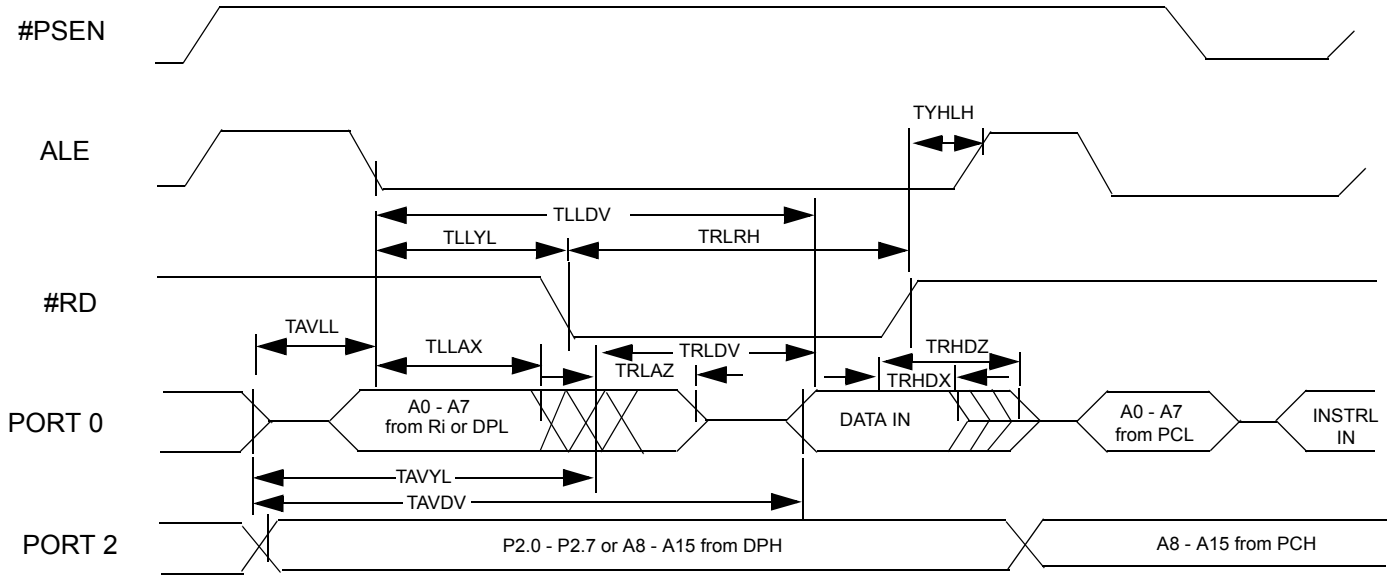 #PSEN
TYHLH
ALE
TLLDV
TLLYL
TRLRH
#RD
TAVLL
TLLAX
TRLDV
TRHDZ
TRLAZ
TRHDX
PORT 0
A0 - A7
from Ri or DPL
DATA IN
A0 - A7
from PCL
INSTRL
IN
TAVYL
TAVDV
PORT 2
P2.0 - P2.7 or A8 - A15 from DPH
A8 - A15 from PCH